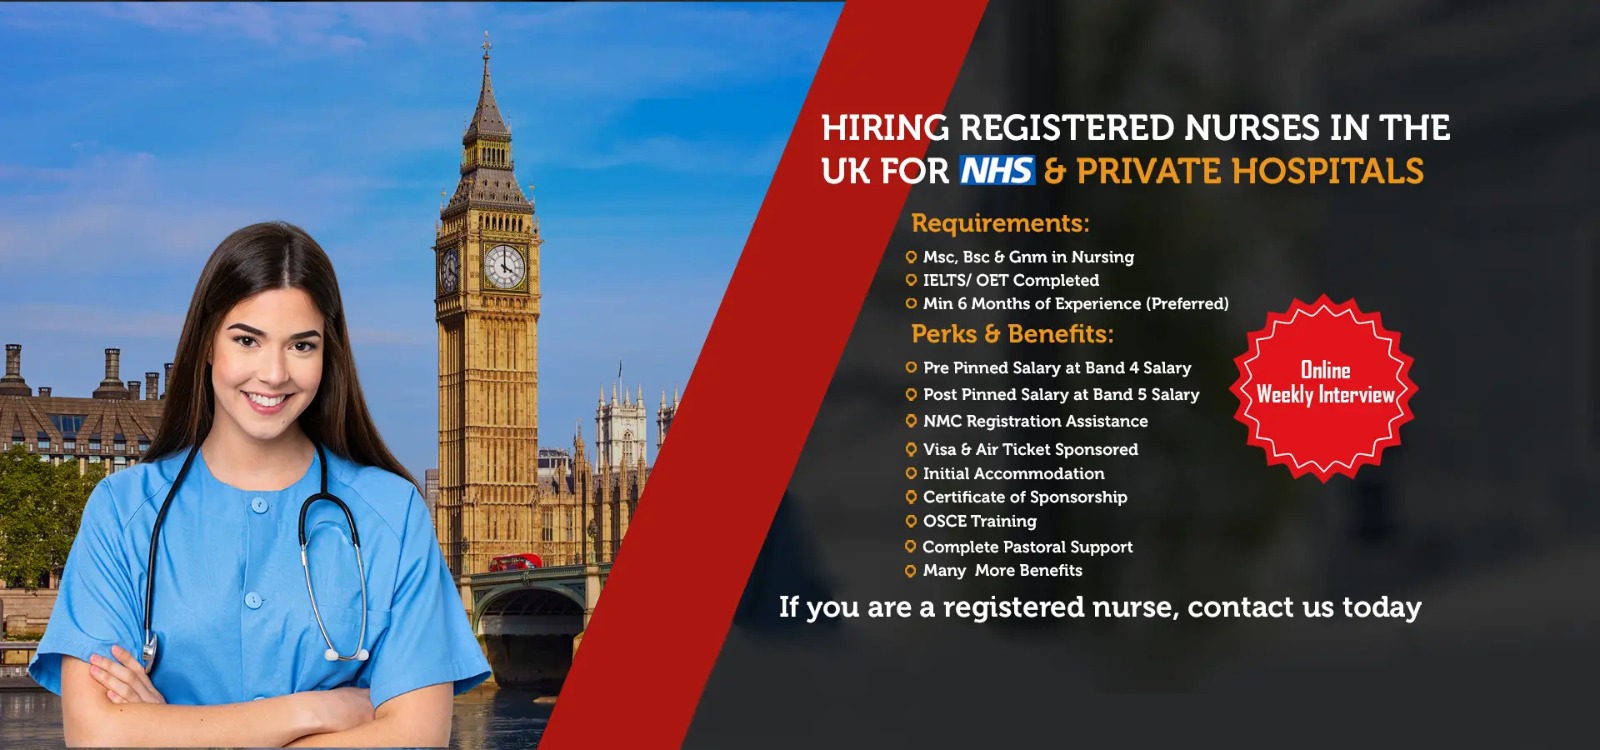 HIRING REGISTERED NURSES IN THE
UK FOR NHS & PRIVATE HOSPITALS
Requirements:
Msc, Bsc & Gnm in Nursing
IELTS/ OET Completed
Min 6 Months of Experience (Preferred)
Perks & Benefits:
Pre Pinned Salary at Band 4 Salary
Post Pinned Salary at Band 5 Salary
NMC Registration Assistance
Visa & Air Ticket Sponsored
Initial Accommodation
Certificate of Sponsorship
OSCE Training
Complete Pastoral Support
Many  More Benefits
Online
Weekly Interview
If you are a registered nurse, contact us today